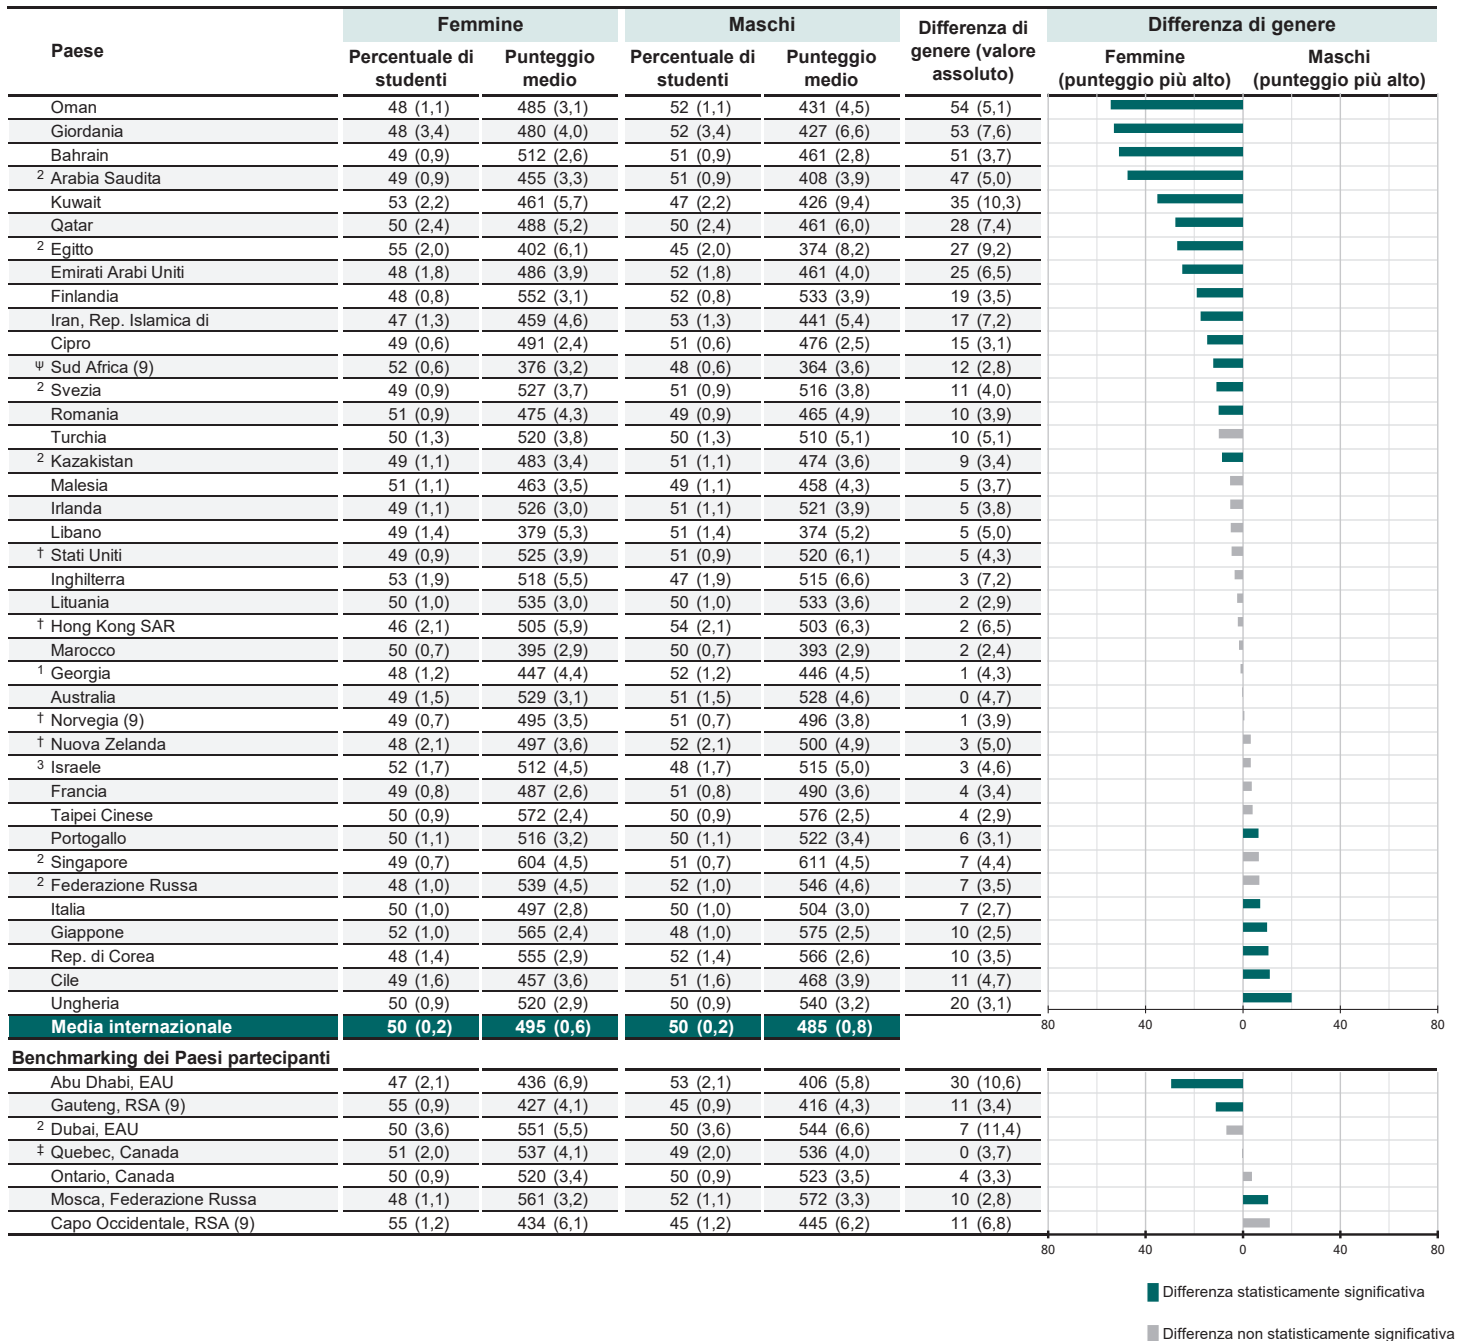 Paese Femmine Maschi Differenza di genere (valore assoluto) Differenza di genere
Percentuale di studenti Punteggio medio Percentuale di studenti Punteggio medio Femmine (punteggio più alto) Maschi (punteggio più alto)
Oman 48 (1,1) 485 (3,1) 52 (1,1) 431 (4,5) 54 (5,1)
Giordania 48 (3,4) 480 (4,0) 52 (3,4) 427 (6,6) 53 (7,6)
Bahrain 49 (0,9) 512 (2,6) 51 (0,9) 461 (2,8) 51 (3,7)
2 Arabia Saudita 49 (0,9) 455 (3,3) 51 (0,9) 408 (3,9) 47 (5,0)
Kuwait 53 (2,2) 461 (5,7) 47 (2,2) 426 (9,4) 35 (10,3)
Qatar 50 (2,4) 488 (5,2) 50 (2,4) 461 (6,0) 28 (7,4)
2 Egitto 55 (2,0) 402 (6,1) 45 (2,0) 374 (8,2) 27 (9,2)
Emirati Arabi Uniti 48 (1,8) 486 (3,9) 52 (1,8) 461 (4,0) 25 (6,5)
Finlandia 48 (0,8) 552 (3,1) 52 (0,8) 533 (3,9) 19 (3,5)
Iran, Rep. Islamica di 47 (1,3) 459 (4,6) 53 (1,3) 441 (5,4) 17 (7,2)
Cipro 49 (0,6) 491 (2,4) 51 (0,6) 476 (2,5) 15 (3,1)
ψ Sud Africa (9) 52 (0,6) 376 (3,2) 48 (0,6) 364 (3,6) 12 (2,8)
2 Svezia 49 (0,9) 527 (3,7) 51 (0,9) 516 (3,8) 11 (4,0)
Romania 51 (0,9) 475 (4,3) 49 (0,9) 465 (4,9) 10 (3,9)
Turchia 50 (1,3) 520 (3,8) 50 (1,3) 510 (5,1) 10 (5,1)
2 Kazakistan 49 (1,1) 483 (3,4) 51 (1,1) 474 (3,6) 9 (3,4)
Malesia 51 (1,1) 463 (3,5) 49 (1,1) 458 (4,3) 5 (3,7)
Irlanda 49 (1,1) 526 (3,0) 51 (1,1) 521 (3,9) 5 (3,8)
Libano 49 (1,4) 379 (5,3) 51 (1,4) 374 (5,2) 5 (5,0)
† Stati Uniti 49 (0,9) 525 (3,9) 51 (0,9) 520 (6,1) 5 (4,3)
Inghilterra 53 (1,9) 518 (5,5) 47 (1,9) 515 (6,6) 3 (7,2)
Lituania 50 (1,0) 535 (3,0) 50 (1,0) 533 (3,6) 2 (2,9)
† Hong Kong SAR 46 (2,1) 505 (5,9) 54 (2,1) 503 (6,3) 2 (6,5)
Marocco 50 (0,7) 395 (2,9) 50 (0,7) 393 (2,9) 2 (2,4)
1 Georgia 48 (1,2) 447 (4,4) 52 (1,2) 446 (4,5) 1 (4,3)
Australia 49 (1,5) 529 (3,1) 51 (1,5) 528 (4,6) 0 (4,7)
† Norvegia (9) 49 (0,7) 495 (3,5) 51 (0,7) 496 (3,8) 1 (3,9)
† Nuova Zelanda 48 (2,1) 497 (3,6) 52 (2,1) 500 (4,9) 3 (5,0)
3 Israele 52 (1,7) 512 (4,5) 48 (1,7) 515 (5,0) 3 (4,6)
Francia 49 (0,8) 487 (2,6) 51 (0,8) 490 (3,6) 4 (3,4)
Taipei Cinese 50 (0,9) 572 (2,4) 50 (0,9) 576 (2,5) 4 (2,9)
Portogallo 50 (1,1) 516 (3,2) 50 (1,1) 522 (3,4) 6 (3,1)
2 Singapore 49 (0,7) 604 (4,5) 51 (0,7) 611 (4,5) 7 (4,4)
2 Federazione Russa 48 (1,0) 539 (4,5) 52 (1,0) 546 (4,6) 7 (3,5)
Italia 50 (1,0) 497 (2,8) 50 (1,0) 504 (3,0) 7 (2,7)
Giappone 52 (1,0) 565 (2,4) 48 (1,0) 575 (2,5) 10 (2,5)
Rep. di Corea 48 (1,4) 555 (2,9) 52 (1,4) 566 (2,6) 10 (3,5)
Cile 49 (1,6) 457 (3,6) 51 (1,6) 468 (3,9) 11 (4,7)
Ungheria 50 (0,9) 520 (2,9) 50 (0,9) 540 (3,2) 20 (3,1)
Media internazionale 50 (0,2) 495 (0,6) 50 (0,2) 485 (0,8) 80 40 0 40 80
Benchmarking dei Paesi partecipanti
Abu Dhabi, EAU 47 (2,1) 436 (6,9) 53 (2,1) 406 (5,8) 30 (10,6)
Gauteng, RSA (9) 55 (0,9) 427 (4,1) 45 (0,9) 416 (4,3) 11 (3,4)
2 Dubai, EAU 50 (3,6) 551 (5,5) 50 (3,6) 544 (6,6) 7 (11,4)
‡ Quebec, Canada 51 (2,0) 537 (4,1) 49 (2,0) 536 (4,0) 0 (3,7)
Ontario, Canada 50 (0,9) 520 (3,4) 50 (0,9) 523 (3,5) 4 (3,3)
Mosca, Federazione Russa 48 (1,1) 561 (3,2) 52 (1,1) 572 (3,3) 10 (2,8)
Capo Occidentale, RSA (9) 55 (1,2) 434 (6,1) 45 (1,2) 445 (6,2) 11 (6,8)
80 40 0 40 80
Differenza statisticamente significativa
Differenza non statisticamente significativa